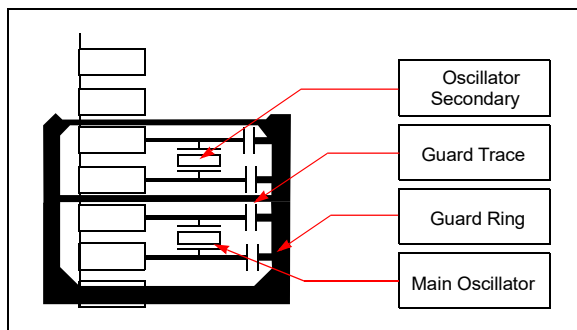 Oscillator
Secondary
Guard Trace
Guard Ring
Main Oscillator